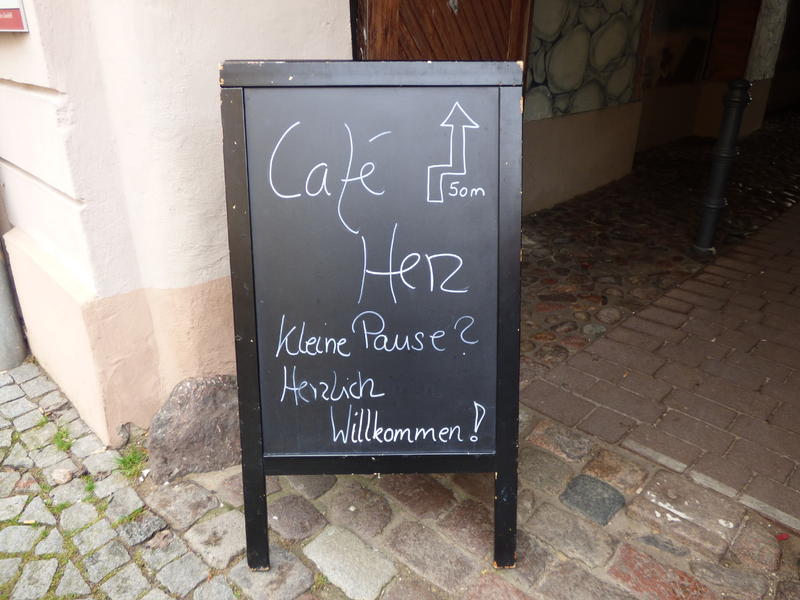 Café
50m
Herz
Kleine Pause?
Herzlich
Willkommen!